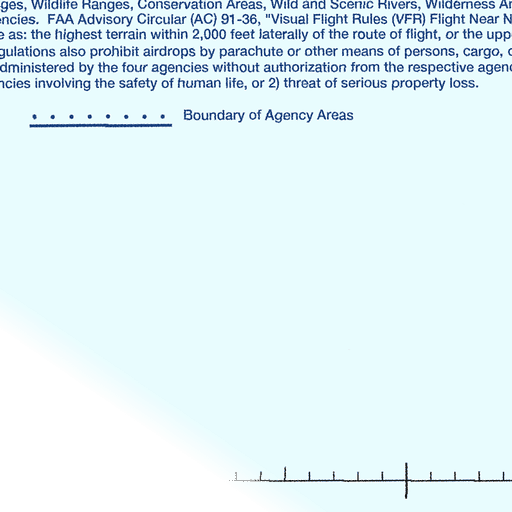 ges, Wildlife Ranges, Conservation Areas, Wild and Scenic Rivers, Wilderness Ar
encies. FAA Advisory Circular (AC) 91-36, "Visual Flight Rules (VFR) Flight Near N
e as: the highest terrain within 2,000 feet laterally of the route of flight, or the upp
gulations also prohibit airdrops by parachute or other means of persons, cargo, o
dministered by the four agencies without authorization from the respective agenc
ncies involving the safety of human life, or 2) threat of serious property loss.
Boundary of Agency Areas